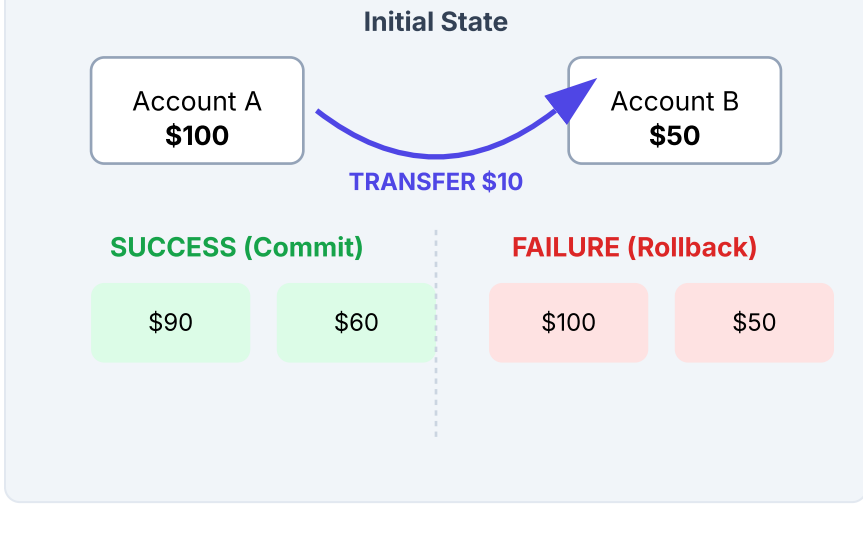 Initial State
Account A
$100
Account B
$50
TRANSFER $10
SUCCESS (Commit)
$90
$60
FAILURE (Rollback)
$100
$50